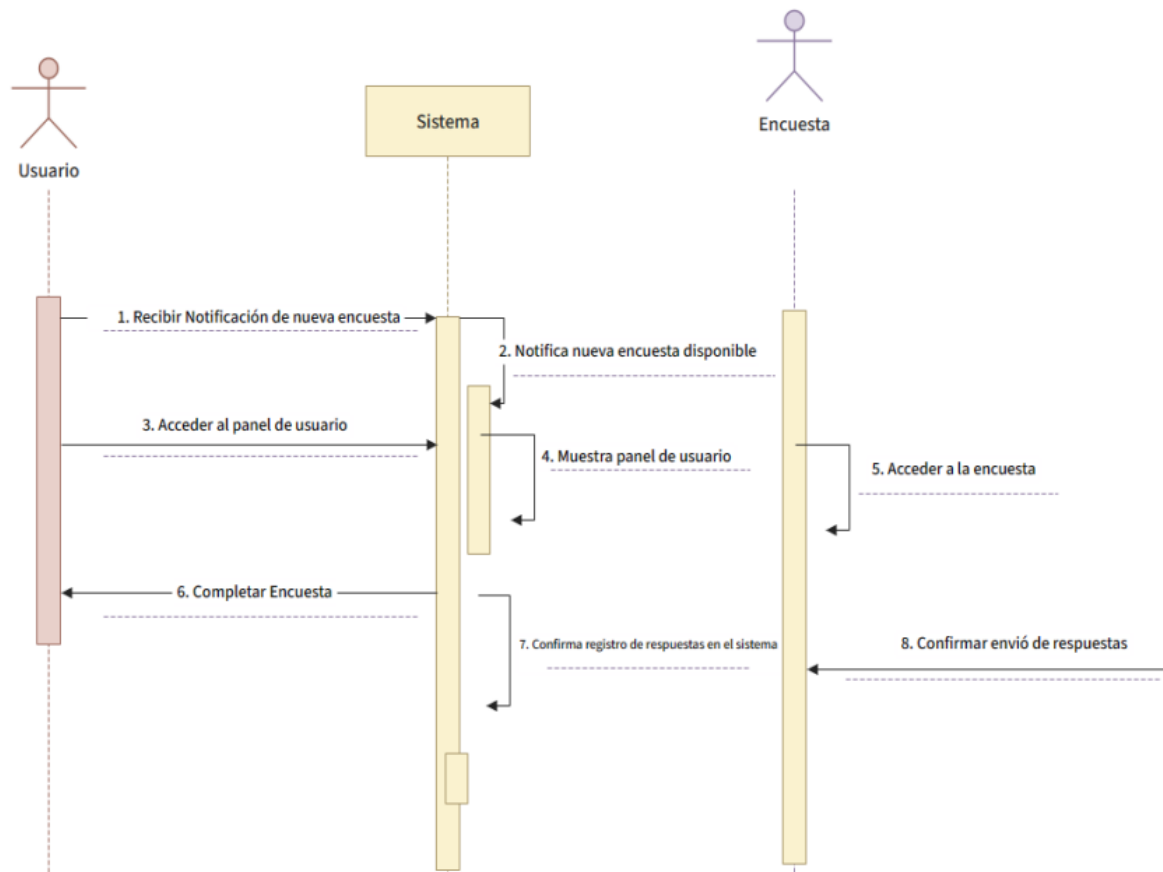 Usuario
Sistema
Encuesta
1. Recibir Notificación de nueva encuesta
2. Notifica nueva encuesta disponible
3. Acceder al panel de usuario
4. Muestra panel de usuario
5. Acceder a la encuesta
6. Completar Encuesta
7. Confirma registro de respuestas en el sistema
8. Confirmar envió de respuestas